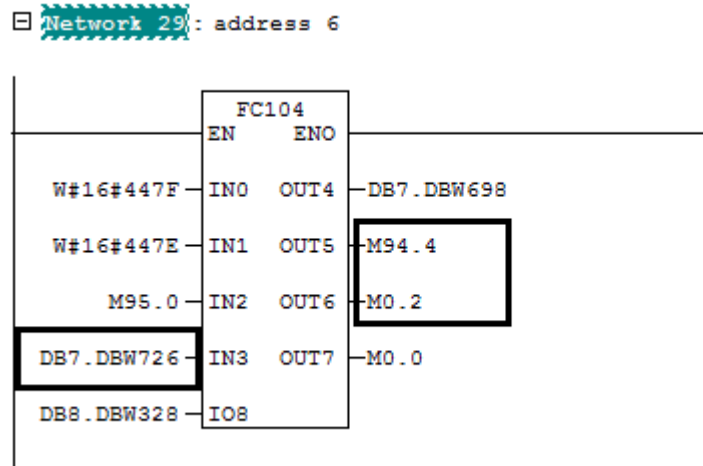 Network 29: address 6
FC104
EN ENO
W#16#447F IN0 OUT4 DB7.DBW698
W#16#447E IN1 OUT5 M94.4
M95.0 IN2 OUT6 M0.2
DB7.DBW726 IN3 OUT7 M0.0
DB8.DBW328 IO8